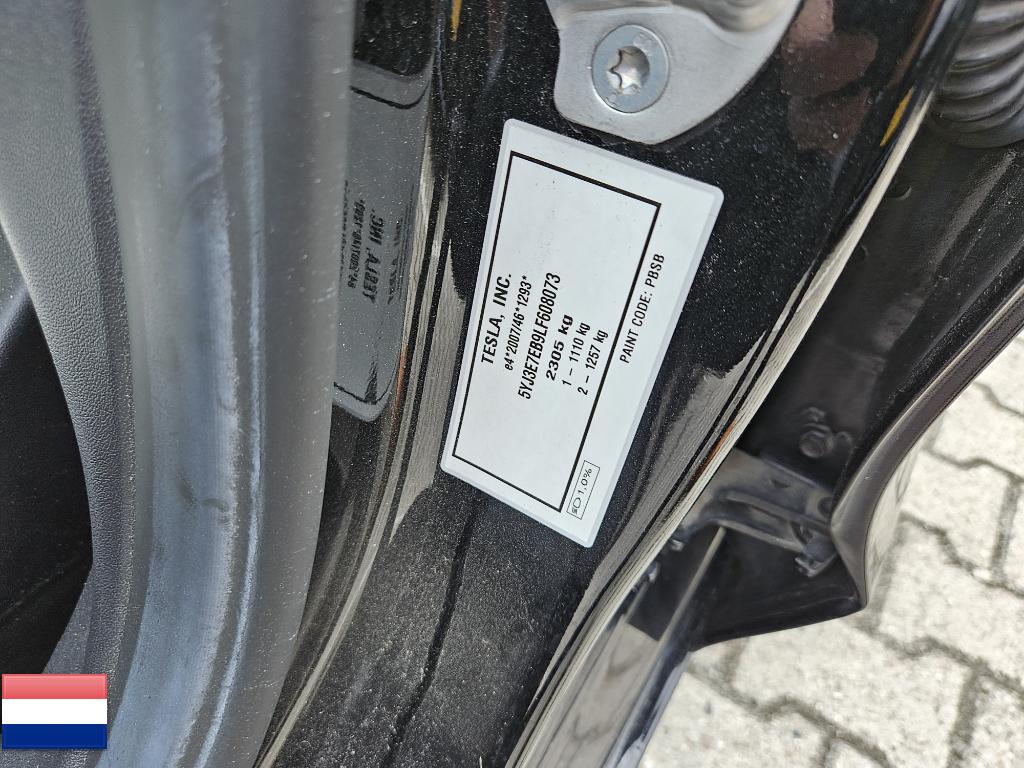 TESLA, INC.
e4*2007/46*1293*
5YJ3E7EB9LF608073
2305 kg
1 – 1110 kg
2 – 1257 kg
PAINT CODE: PBSB
1,0%